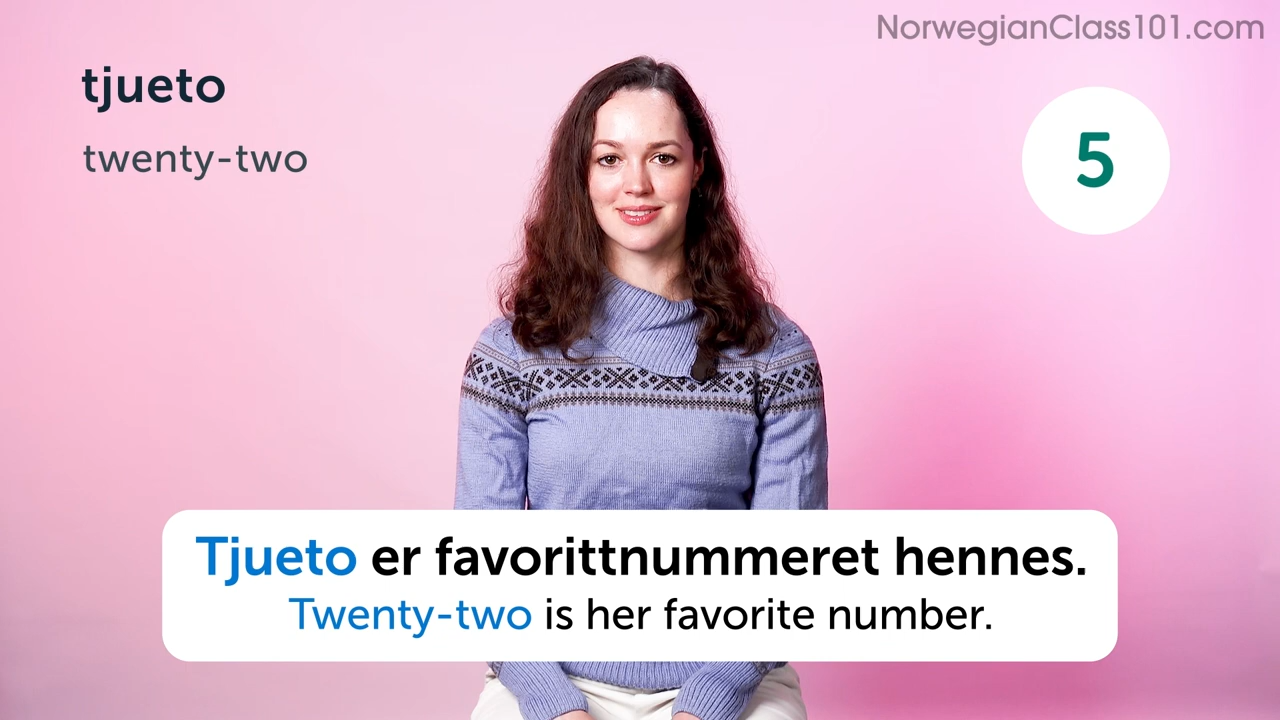 NorwegianClass101.com
tjueto
twenty-two
5
Tjueto er favorittnummeret hennes.
Twenty-two is her favorite number.